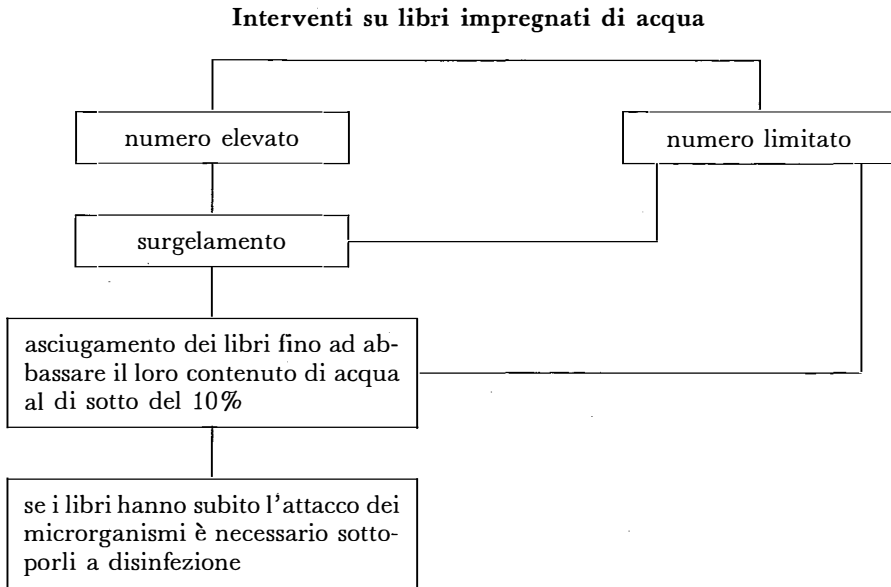 Interventi su libri impregnati di acqua
numero elevato
numero limitato
surgelamento
asciugamento dei libri fino ad ab-
bassare il loro contenuto di acqua
al di sotto del 10%
se i libri hanno subito l'attacco dei
microrganismi è necessario sotto-
porli a disinfezione